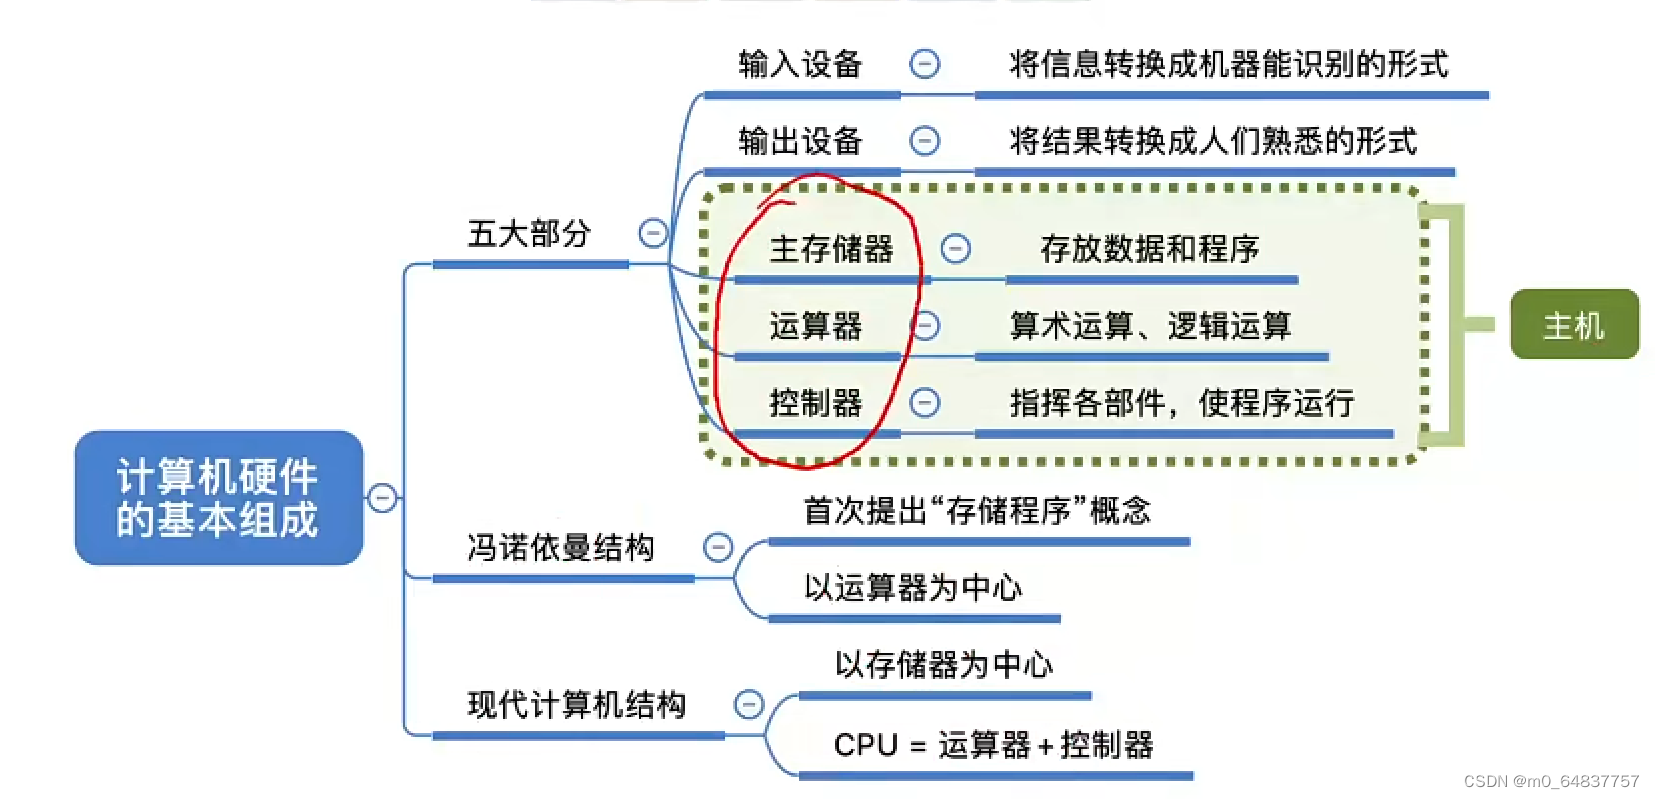 输入设备
将信息转换成机器能识别的形式
输出设备
将结果转换成人们熟悉的形式
五大部分
主存储器
存放数据和程序
运算器
算术运算、逻辑运算
主机
控制器
指挥各部件，使程序运行
计算机硬件
的基本组成
首次提出“存储程序”概念
冯诺依曼结构
以运算器为中心
以存储器为中心
现代计算机结构
CPU = 运算器+控制器
CSDN @m0_64837757